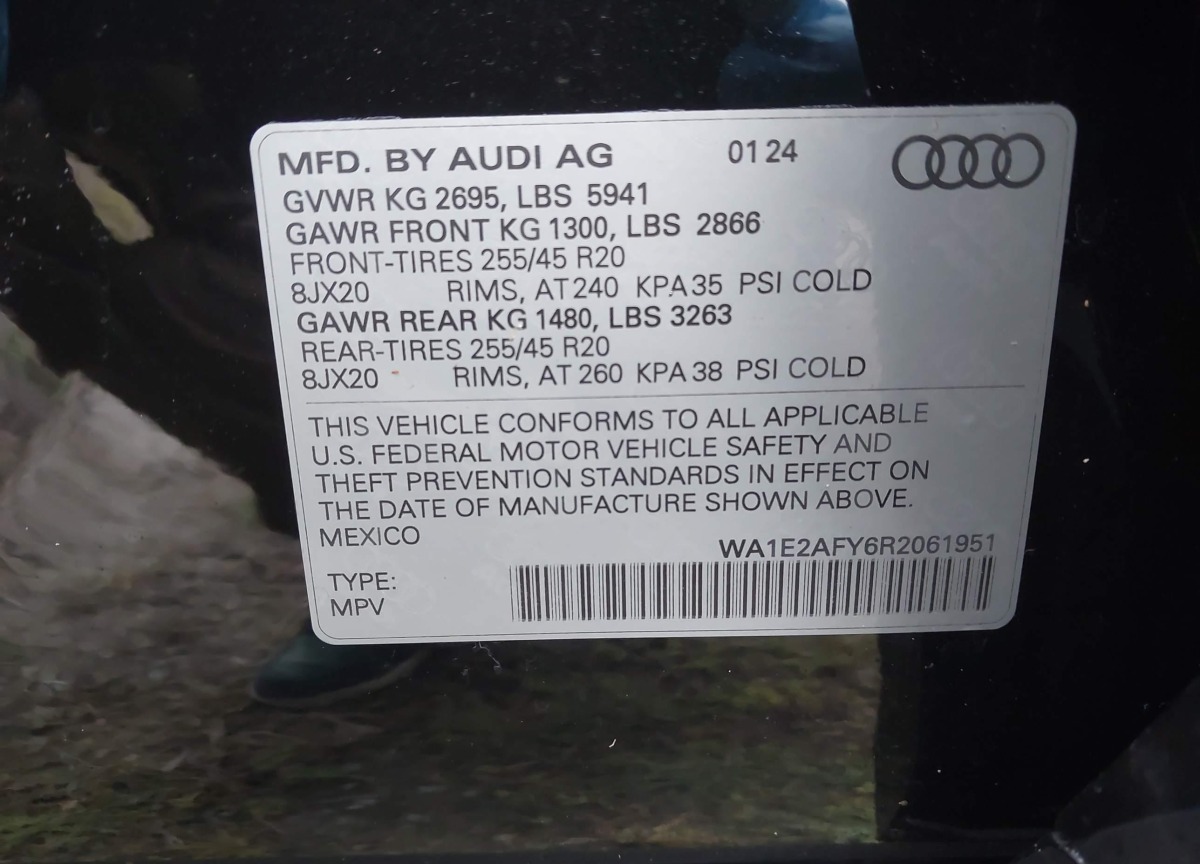 MFD. BY AUDI AG 01 24
GVWR KG 2695, LBS 5941
GAWR FRONT KG 1300, LBS 2866
FRONT-TIRES 255/45 R20
8JX20 RIMS, AT 240 KPA 35 PSI COLD
GAWR REAR KG 1480, LBS 3263
REAR-TIRES 255/45 R20
8JX20 RIMS, AT 260 KPA 38 PSI COLD
THIS VEHICLE CONFORMS TO ALL APPLICABLE
U.S. FEDERAL MOTOR VEHICLE SAFETY AND
THEFT PREVENTION STANDARDS IN EFFECT ON
THE DATE OF MANUFACTURE SHOWN ABOVE.
MEXICO
WA1E2AFY6R2061951
TYPE:
MPV